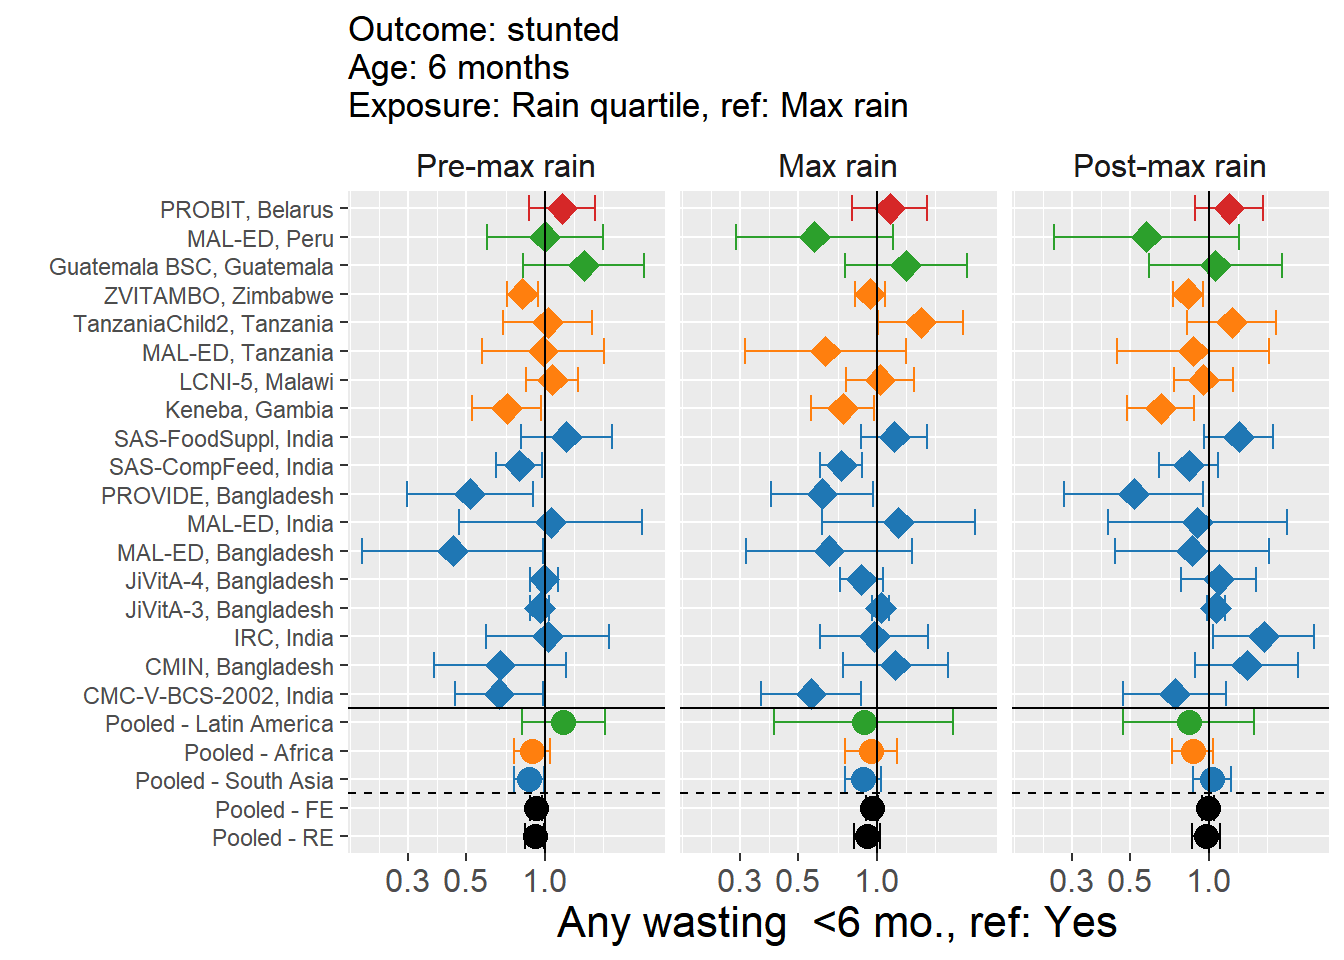 Outcome: stunted
Age: 6 months
Exposure: Rain quartile, ref: Max rain
Pre-max rain
Max rain
Post-max rain
PROBIT, Belarus
MAL-ED, Peru
Guatemala BSC, Guatemala
ZVITAMBO, Zimbabwe
TanzaniaChild2, Tanzania
MAL-ED, Tanzania
LCNI-5, Malawi
Keneba, Gambia
SAS-FoodSuppl, India
SAS-CompFeed, India
PROVIDE, Bangladesh
MAL-ED, India
MAL-ED, Bangladesh
JiVitA-4, Bangladesh
JiVitA-3, Bangladesh
IRC, India
CMIN, Bangladesh
CMC-V-BCS-2002, India
Pooled - Latin America
Pooled - Africa
Pooled - South Asia
Pooled - FE
Pooled - RE
0.3 0.5 1.0 0.3 0.5 1.0 0.3 0.5 1.0
Any wasting  <6 mo., ref: Yes